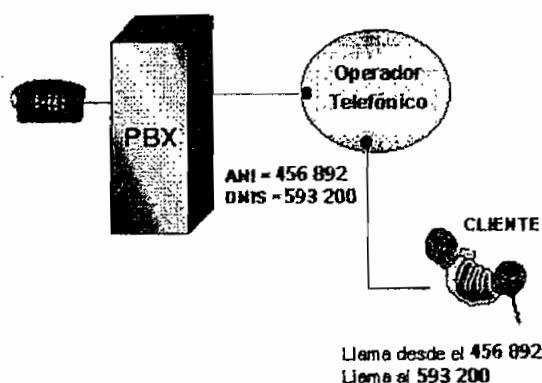 Operador
Telefónico
PBX
ANI = 456 892
DNIS = 593 200
CLIENTE
Llama desde el 456 892
Llama al 593 200